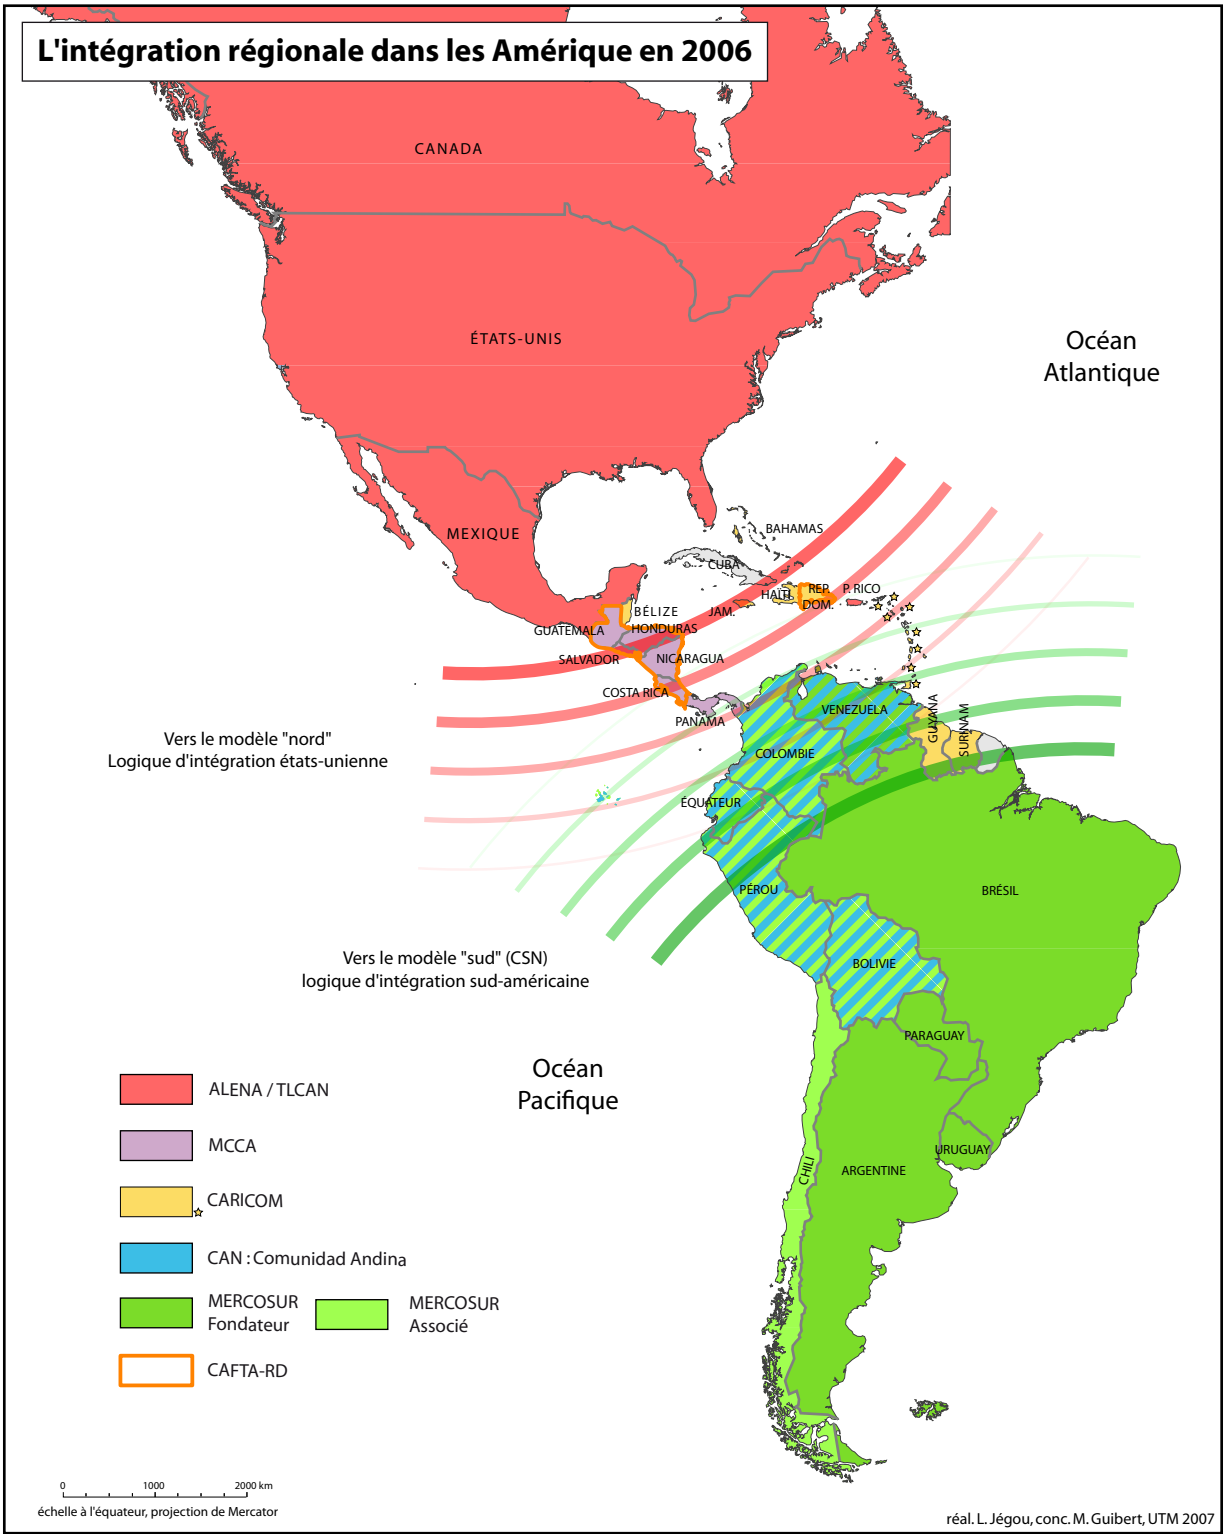 L'intégration régionale dans les Amérique en 2006
CANADA
ÉTATS-UNIS
Océan
Atlantique
MEXIQUE
BAHAMAS
CUBA
HAÏTI
REP.
DOM.
P. RICO
JAM.
BÉLIZE
GUATEMALA
HONDURAS
SALVADOR
NICARAGUA
COSTA RICA
PANAMA
VENEZUELA
GUYANA
SURINAM
COLOMBIE
ÉQUATEUR
PÉROU
BRÉSIL
BOLIVIE
PARAGUAY
CHILI
ARGENTINE
URUGUAY
Vers le modèle "nord"
Logique d'intégration états-unienne
Vers le modèle "sud" (CSN)
logique d'intégration sud-américaine
Océan
Pacifique
ALENA / TLCAN
MCCA
CARICOM
CAN : Comunidad Andina
MERCOSUR
Fondateur
MERCOSUR
Associé
CAFTA-RD
0 1000 2000 km
échelle à l'équateur, projection de Mercator
réal. L. Jégou, conc. M. Guibert, UTM 2007